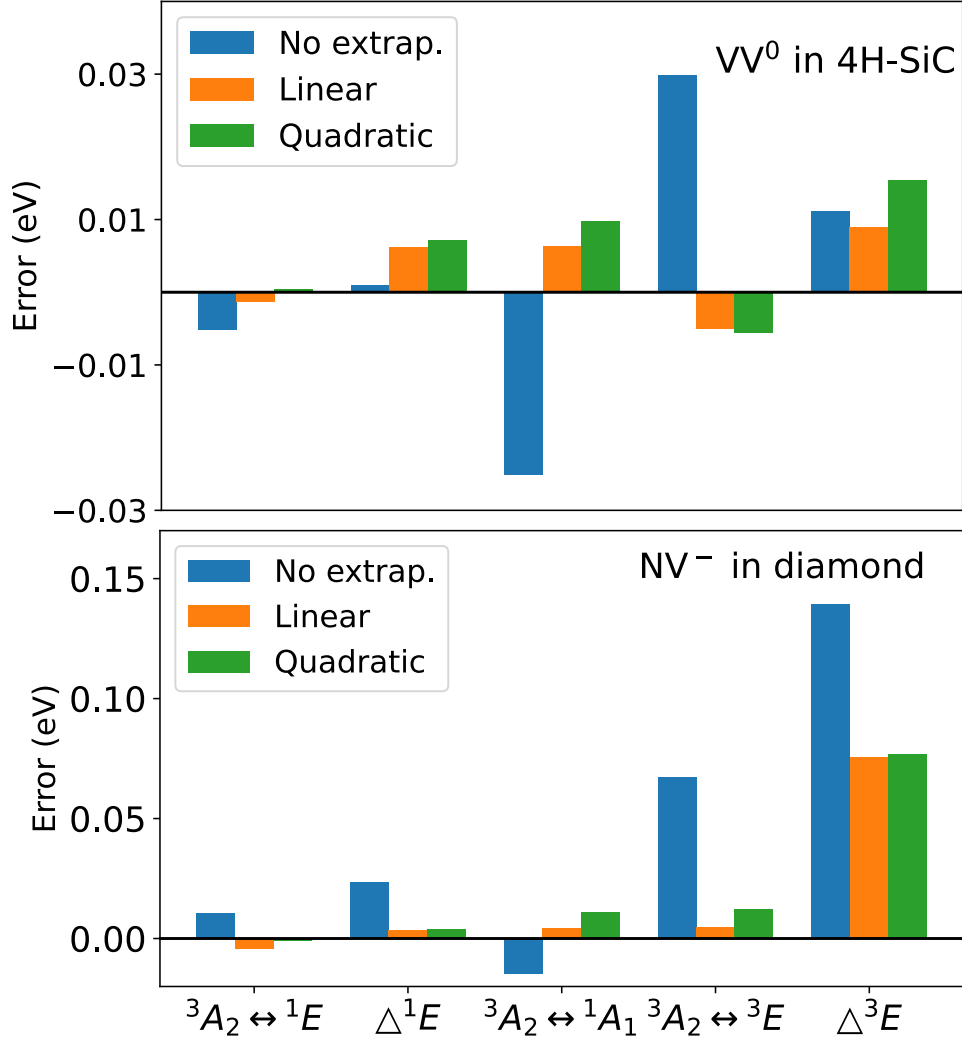 No extrap.
Linear
Quadratic
VV⁰ in 4H-SiC
Error (eV)
0.03
0.01
−0.01
−0.03
No extrap.
Linear
Quadratic
NV⁻ in diamond
Error (eV)
0.15
0.10
0.05
0.00
³A₂ ↔ ¹E △¹E ³A₂ ↔ ¹A₁ ³A₂ ↔ ³E △³E